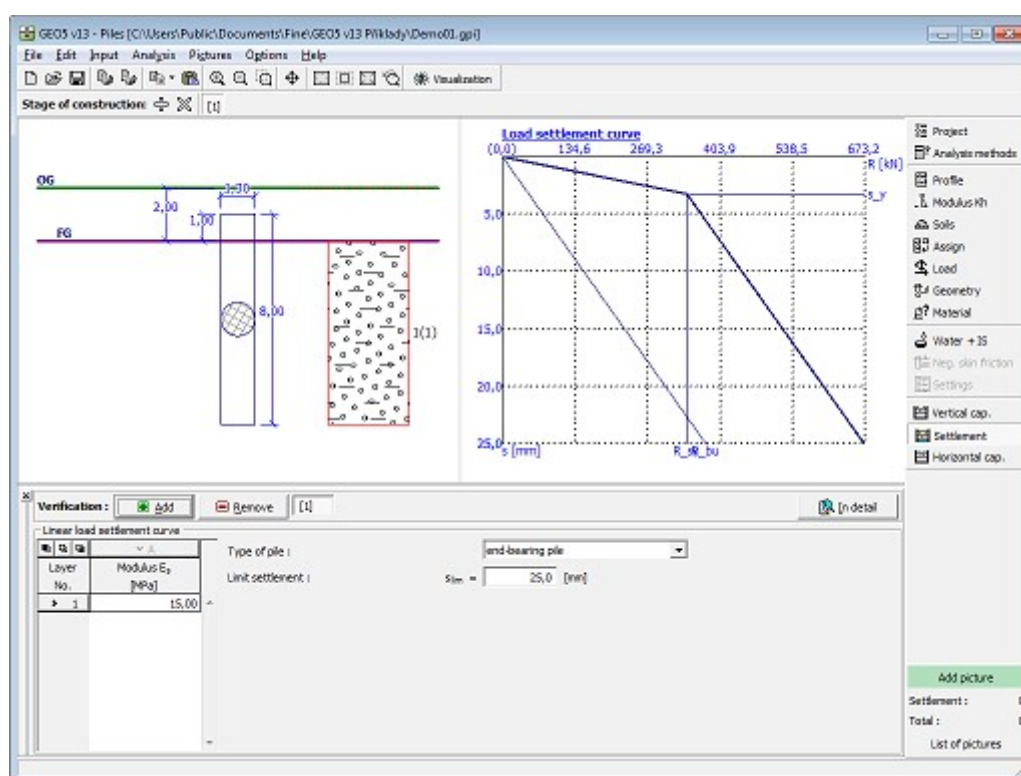 GEO5 v13 - Piles [C:\Users\Public\Documents\Fine\GEO5 v13 Příklady\Demo01.gpi]
File Edit Input Analysis Pictures Options Help
Visualization
Stage of construction: [1]
OG
FG
1,30
2,00
1,00
8,00
1(1)
Load settlement curve
(0,0) 134,6 269,3 403,9 538,5 673,2
R [kN]
s_y
5,0
10,0
15,0
20,0
25,0
s [mm]
R_bu
Project
Analysis methods
Profile
Modulus Kh
Soils
Assign
Load
Geometry
Material
Water + IS
Neg. skin friction
Settings
Vertical cap.
Settlement
Horizontal cap.
Verification : Add Remove [1] In detail
Linear load settlement curve
Layer No.
Modulus Es [MPa]
1 15,00
Type of pile : end-bearing pile
Limit settlement : slim = 25,0 [mm]
Add picture
Settlement :
Total :
List of pictures